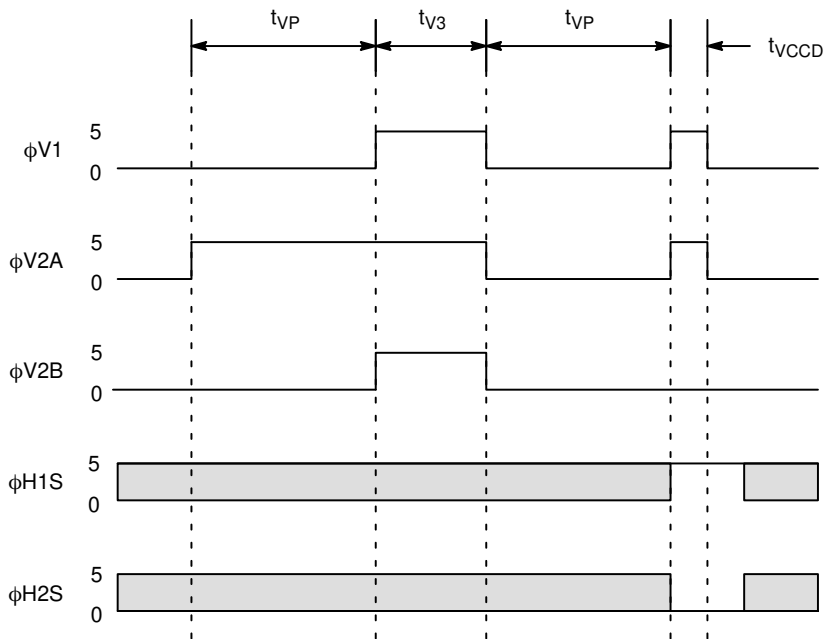 tVP tV3 tVP tVCCD
ϕV1 5 0
ϕV2A 5 0
ϕV2B 5 0
ϕH1S 5 0
ϕH2S 5 0